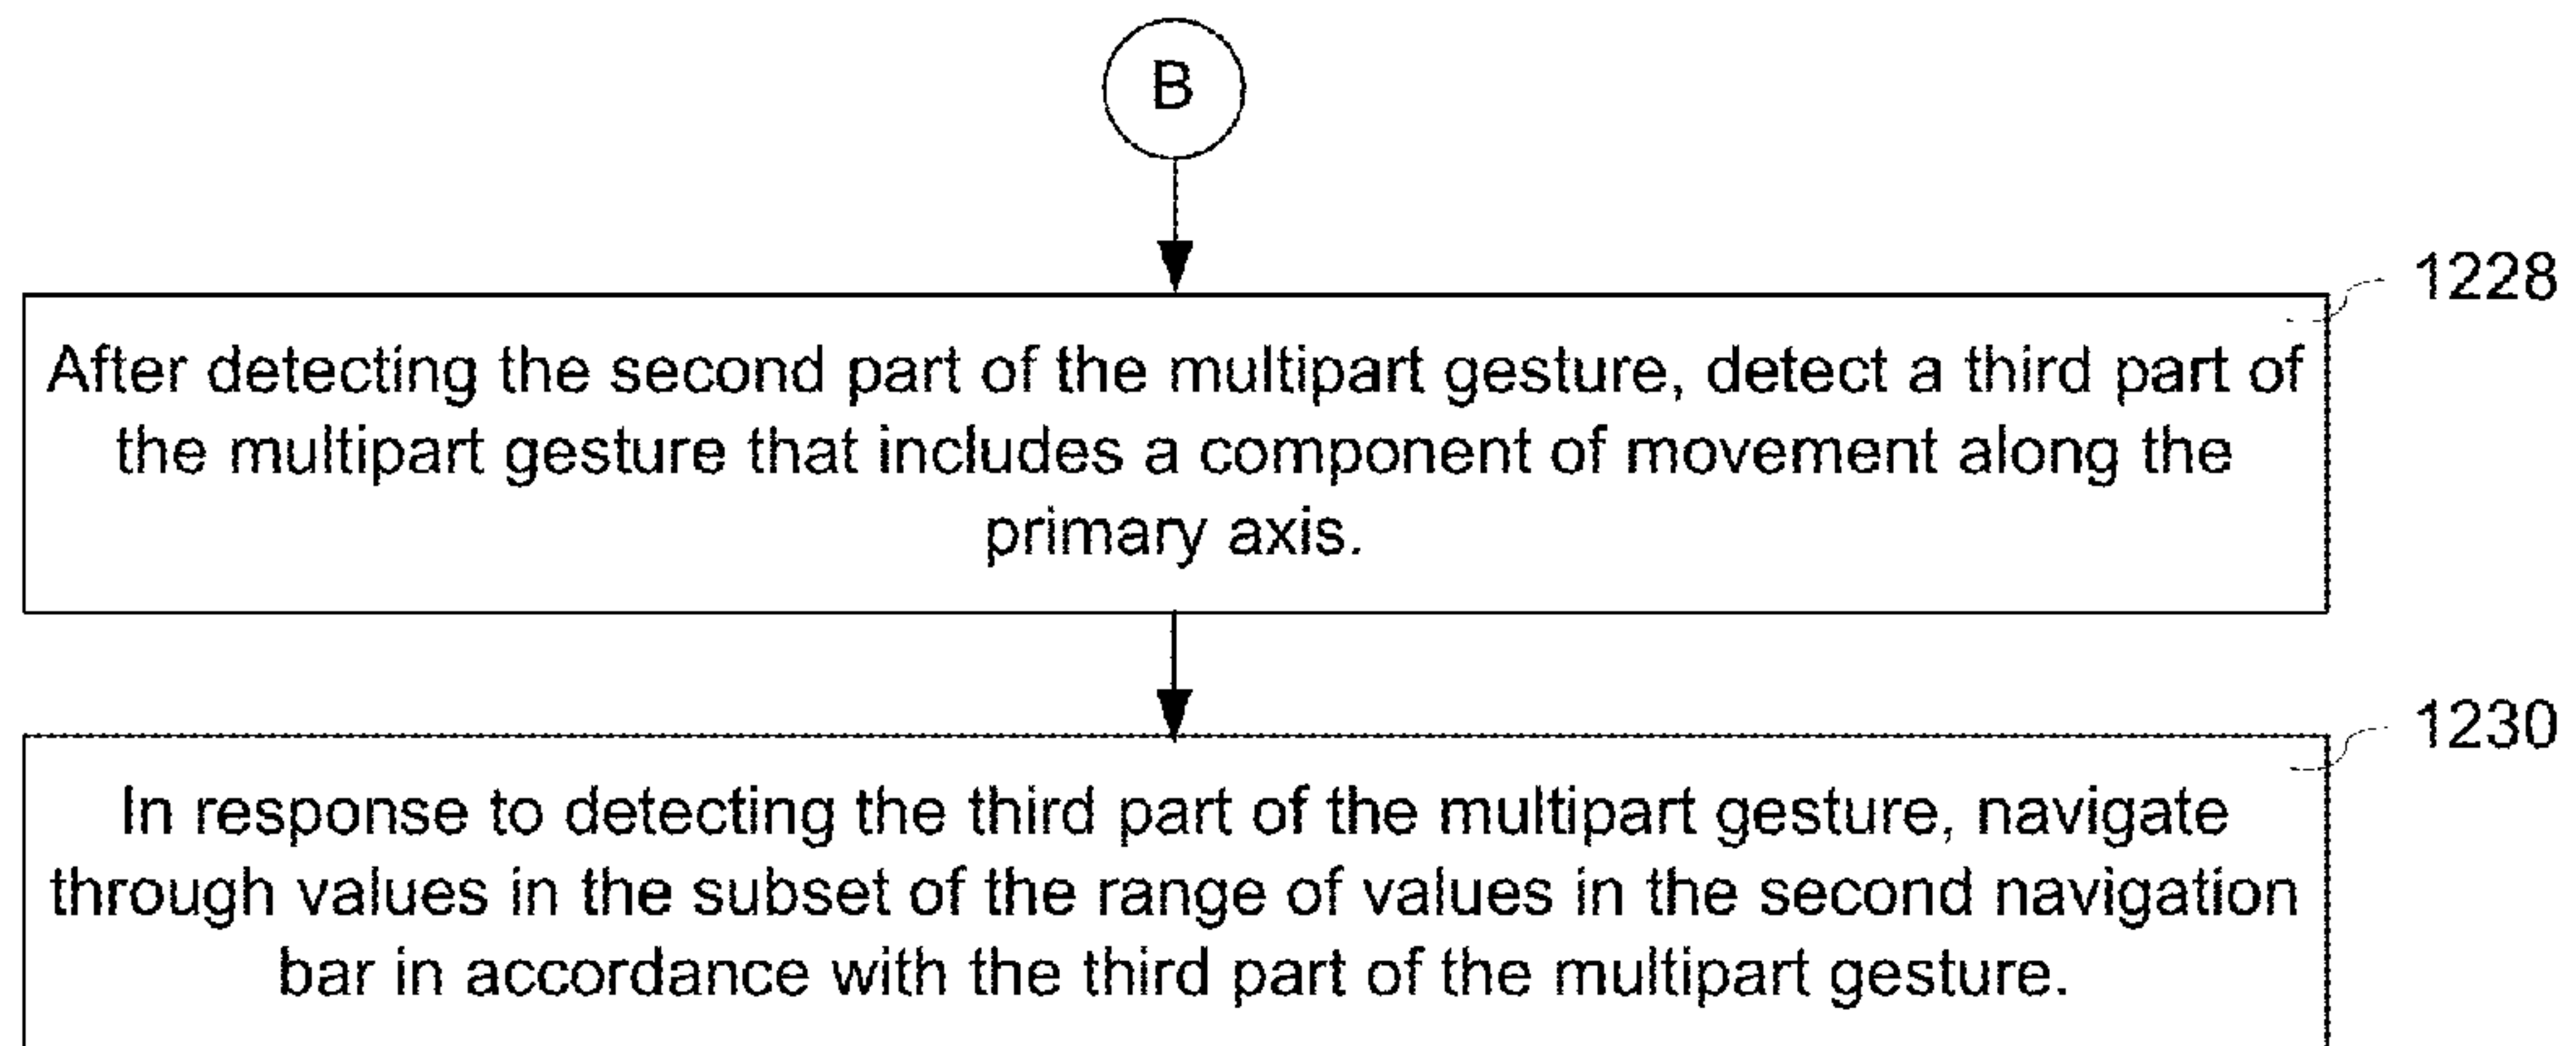 B
1228
After detecting the second part of the multipart gesture, detect a third part of
the multipart gesture that includes a component of movement along the
primary axis.
1230
In response to detecting the third part of the multipart gesture, navigate
through values in the subset of the range of values in the second navigation
bar in accordance with the third part of the multipart gesture.